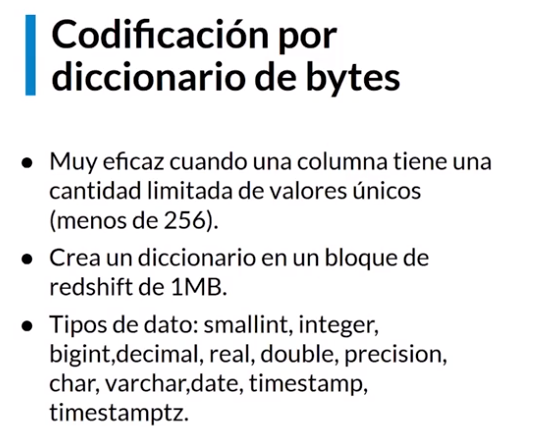 Codificación por
diccionario de bytes
● Muy eficaz cuando una columna tiene una
cantidad limitada de valores únicos
(menos de 256).
● Crea un diccionario en un bloque de
redshift de 1MB.
● Tipos de dato: smallint, integer,
bigint,decimal, real, double, precision,
char, varchar,date, timestamp,
timestamptz.